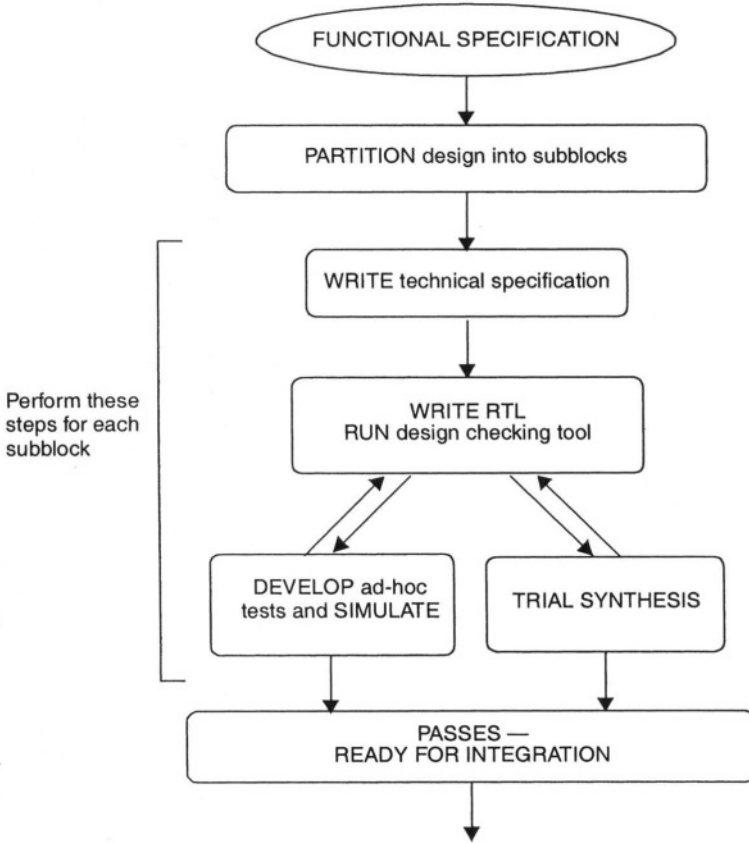 FUNCTIONAL SPECIFICATION
PARTITION design into subblocks
WRITE technical specification
Perform these
steps for each
subblock
WRITE RTL
RUN design checking tool
DEVELOP ad-hoc
tests and SIMULATE
TRIAL SYNTHESIS
PASSES —
READY FOR INTEGRATION